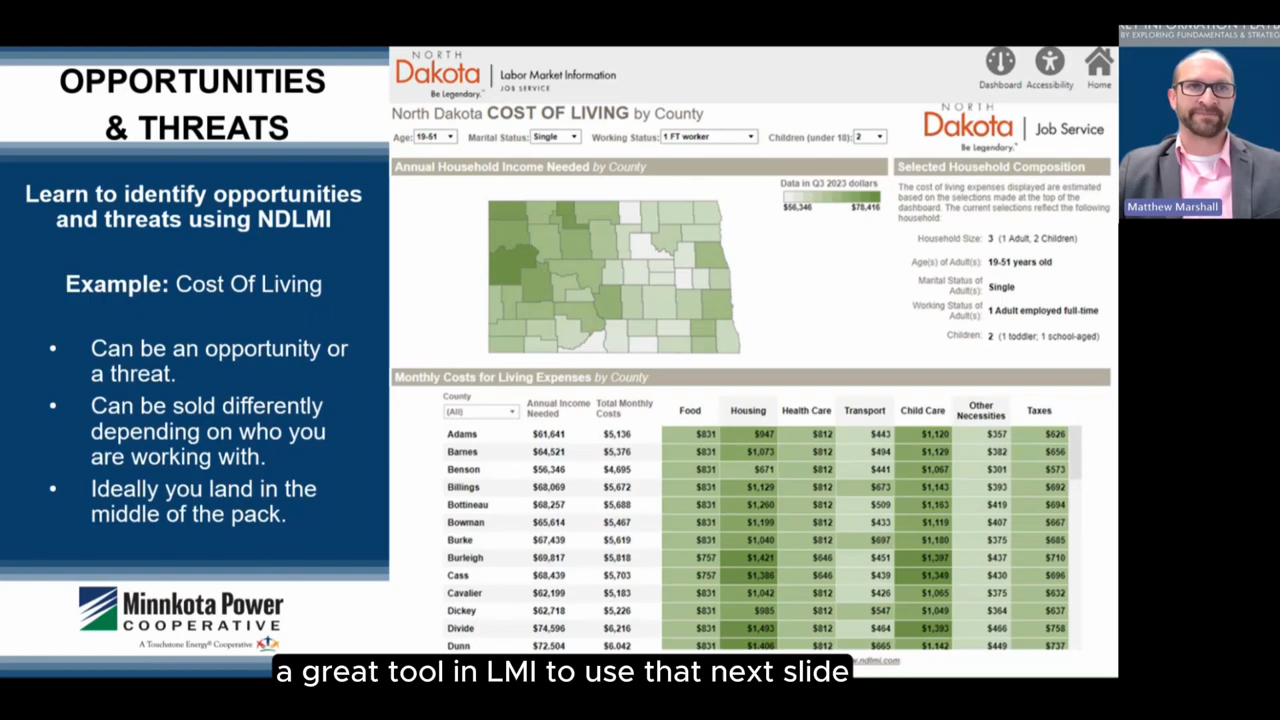 KEY INFORMATION
BY EXPLORING FUNDAMENTALS & STRATEG
OPPORTUNITIES
& THREATS
Learn to identify opportunities
and threats using NDLMI
Example: Cost Of Living
• Can be an opportunity or
a threat.
• Can be sold differently
depending on who you
are working with.
• Ideally you land in the
middle of the pack.
Minnkota Power
COOPERATIVE
A Touchstone Energy® Cooperative
NORTH
Dakota
Be Legendary.™
Labor Market Information
JOB SERVICE
Dashboard Accessibility Home
North Dakota COST OF LIVING by County
Age: 19-51 Marital Status: Single Working Status: 1 FT worker Children (under 18): 2
NORTH
Dakota
Be Legendary.™
Job Service
Annual Household Income Needed by County
Data in Q3 2023 dollars
$56,346 $78,416
Selected Household Composition
The cost of living expenses displayed are estimated
based on the selections made at the top of the
dashboard. The current selections reflect the following
household:
Household Size: 3 (1 Adult, 2 Children)
Age(s) of Adult(s): 19-51 years old
Marital Status of
Adult(s): Single
Working Status of
Adult(s): 1 Adult employed full-time
Children: 2 (1 toddler; 1 school-aged)
Matthew Marshall
Monthly Costs for Living Expenses by County
County
(All)
Annual Income
Needed
Total Monthly
Costs
Food Housing Health Care Transport Child Care Other
Necessities Taxes
Adams $61,641 $5,136 $831 $947 $812 $443 $1,120 $357 $626
Barnes $64,521 $5,376 $831 $1,073 $812 $494 $1,129 $382 $656
Benson $56,346 $4,695 $831 $671 $812 $441 $1,067 $301 $573
Billings $68,069 $5,672 $831 $1,129 $812 $673 $1,143 $393 $692
Bottineau $68,257 $5,688 $831 $1,260 $812 $509 $1,163 $419 $694
Bowman $65,614 $5,467 $831 $1,199 $812 $433 $1,119 $407 $667
Burke $67,439 $5,619 $831 $1,040 $812 $697 $1,180 $375 $685
Burleigh $69,817 $5,818 $757 $1,421 $646 $451 $1,397 $437 $710
Cass $68,439 $5,703 $757 $1,386 $646 $439 $1,349 $430 $696
Cavalier $62,199 $5,183 $831 $1,042 $812 $426 $1,065 $375 $632
Dickey $62,718 $5,226 $831 $985 $812 $547 $1,049 $364 $637
Divide $74,596 $6,216 $831 $1,493 $812 $464 $1,393 $466 $758
Dunn $72,504 $6,042 $831 $1,406 $812 $665 $1,142 $449 $737
ndlmi.com
a great tool in LMI to use that next slide